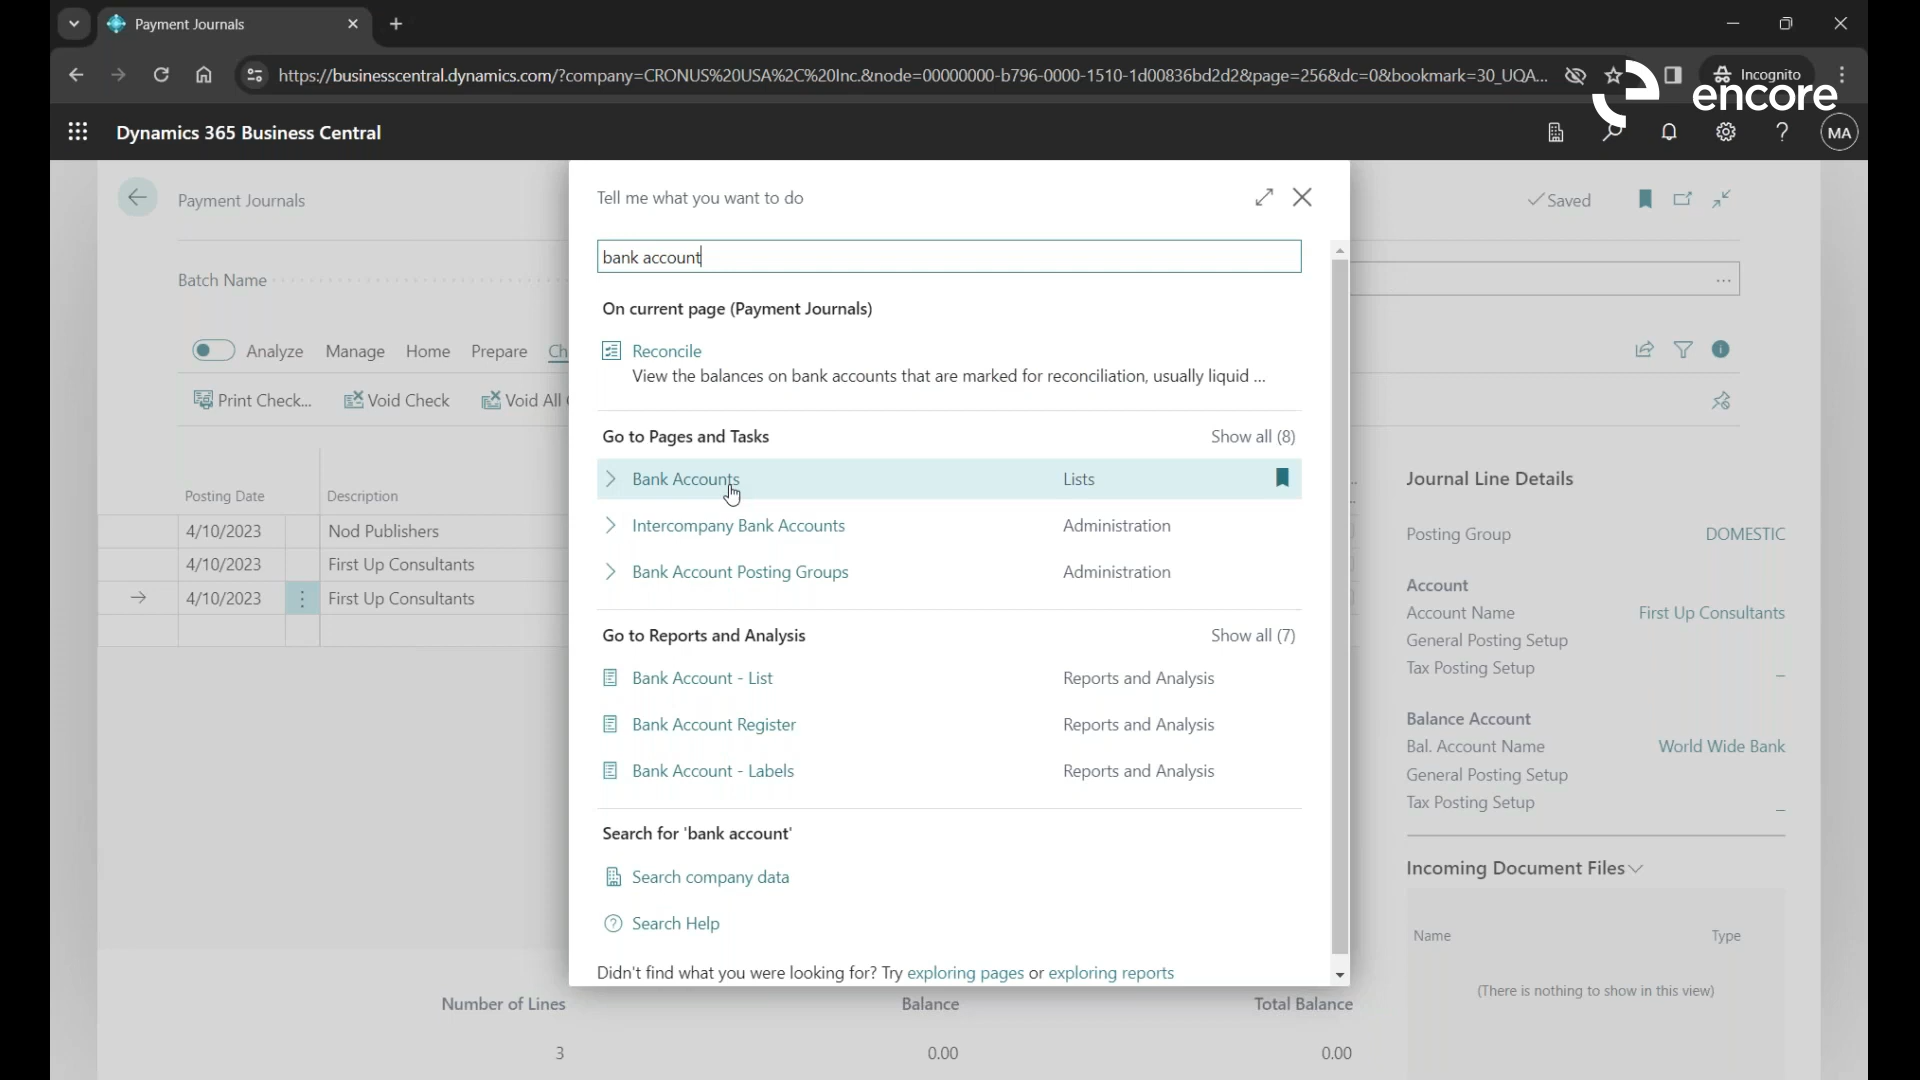 Payment Journals
https://businesscentral.dynamics.com/?company=CRONUS%20USA%2C%20Inc.&node=00000000-b796-0000-1510-1d00836bd2d2&page=256&dc=0&bookmark=30_UQA...
Incognito
encore
Dynamics 365 Business Central
MA
Payment Journals
Saved
Batch Name
Analyze Manage Home Prepare Ch
Print Check... Void Check Void All
Posting Date Description
4/10/2023 Nod Publishers
4/10/2023 First Up Consultants
4/10/2023 First Up Consultants
Tell me what you want to do
bank account
On current page (Payment Journals)
Reconcile
View the balances on bank accounts that are marked for reconciliation, usually liquid ...
Go to Pages and Tasks Show all (8)
Bank Accounts Lists
Intercompany Bank Accounts Administration
Bank Account Posting Groups Administration
Go to Reports and Analysis Show all (7)
Bank Account - List Reports and Analysis
Bank Account Register Reports and Analysis
Bank Account - Labels Reports and Analysis
Search for 'bank account'
Search company data
Search Help
Didn't find what you were looking for? Try exploring pages or exploring reports
Journal Line Details
Posting Group DOMESTIC
Account
Account Name First Up Consultants
General Posting Setup
Tax Posting Setup _
Balance Account
Bal. Account Name World Wide Bank
General Posting Setup
Tax Posting Setup _
Incoming Document Files
Name Type
(There is nothing to show in this view)
Number of Lines Balance Total Balance
3 0.00 0.00